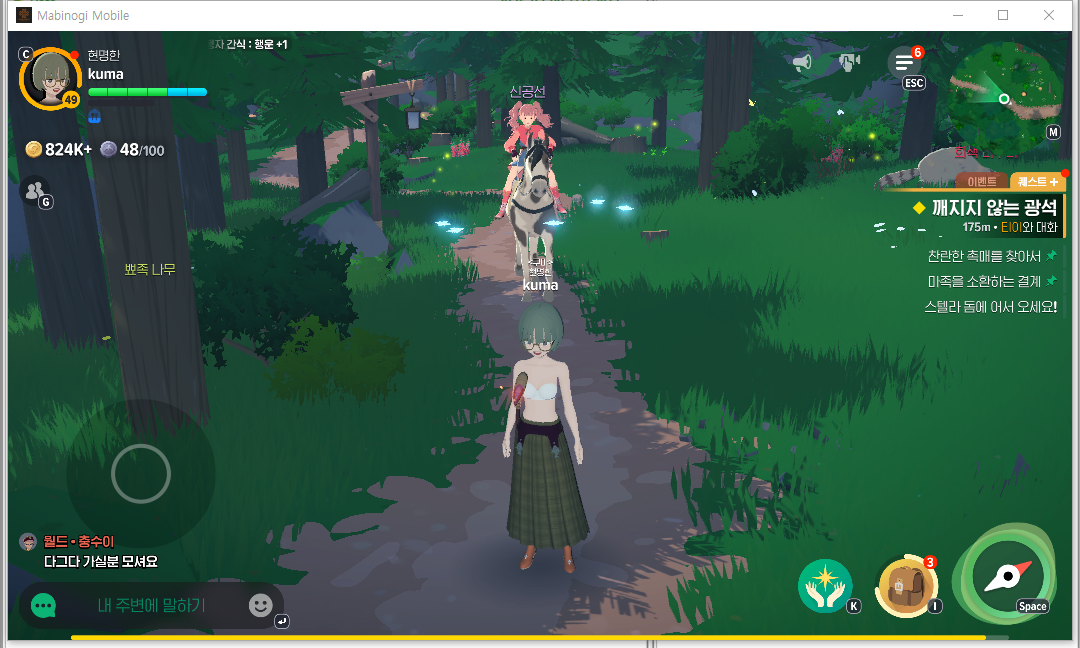 Mabinogi Mobile
C
현명한
kuma
49
간식 : 행운 +1
824K+
48/100
G
신공선
6
ESC
M
이벤트
퀘스트 +
깨지지 않는 광석
175m • 티이와 대화
찬란한 촉매를 찾아서
마족을 소환하는 결계
스텔라 돔에 어서 오세요!
뾰족 나무
현명한
kuma
월드 • 충수이
다그다 가실분 모셔요
내 주변에 말하기
K
3
I
Space